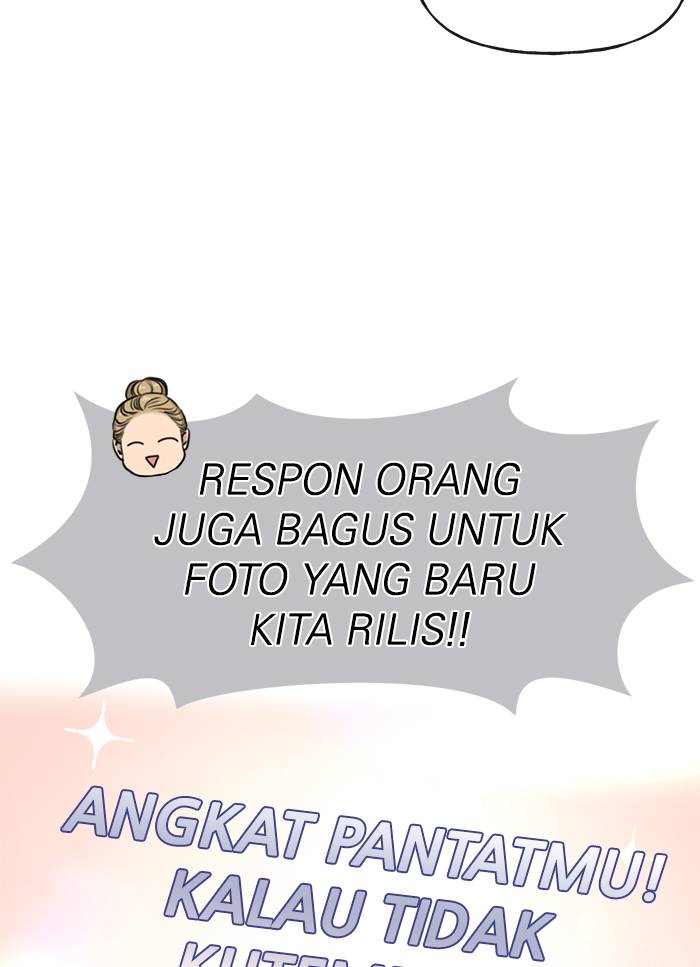 RESPON ORANG
JUGA BAGUS UNTUK
FOTO YANG BARU
KITA RILIS!!
ANGKAT PANTATMU!
KALAU TIDAK